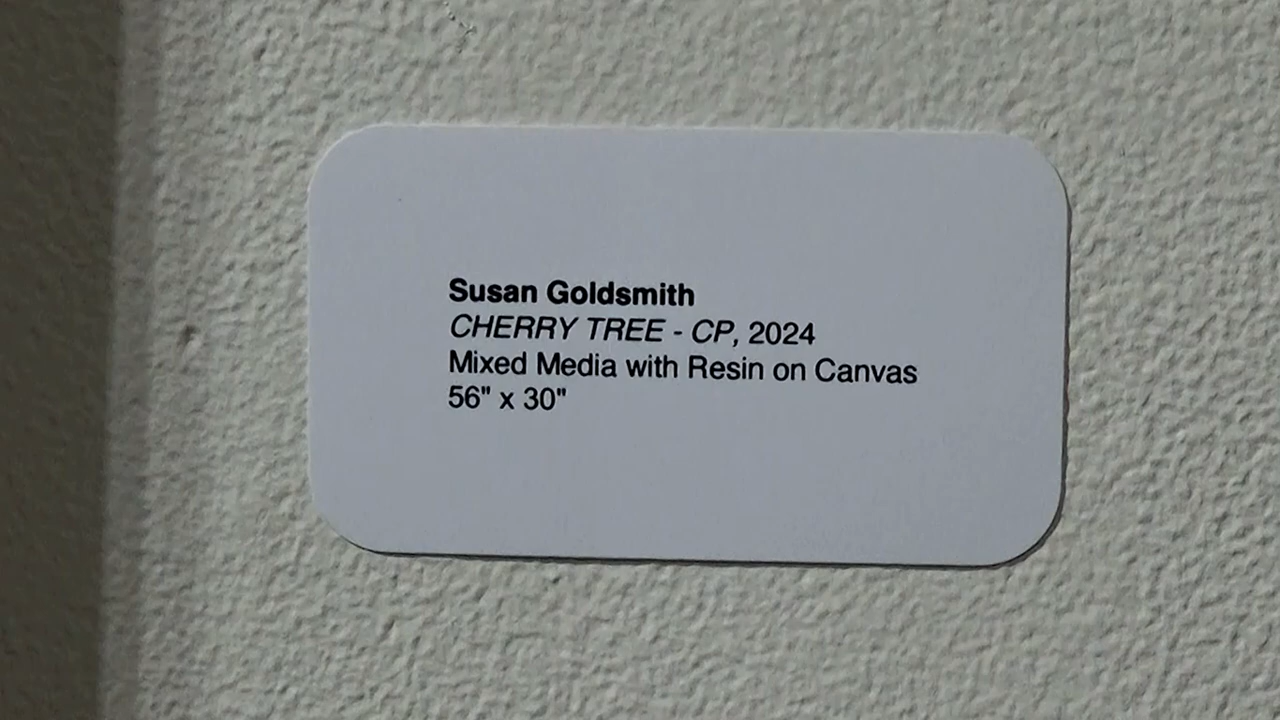 Susan Goldsmith
CHERRY TREE - CP, 2024
Mixed Media with Resin on Canvas
56" x 30"